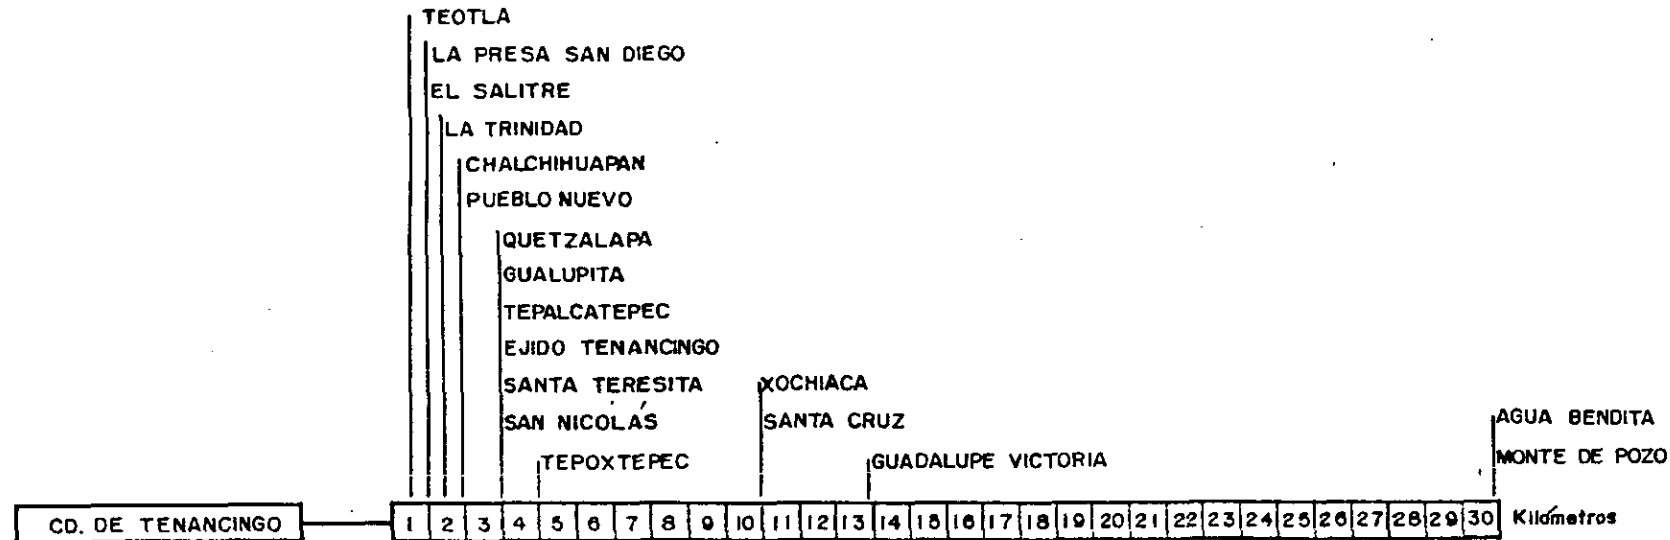 TEOTLA
LA PRESA SAN DIEGO
EL SALITRE
LA TRINIDAD
CHALCHIHUAPAN
PUEBLO NUEVO
QUETZALAPA
GUALUPITA
TEPALCATEPEC
EJIDO TENANCINGO
SANTA TERESITA XOCHIACA
SAN NICOLÁS SANTA CRUZ AGUA BENDITA
TEPOXTEPEC GUADALUPE VICTORIA MONTE DE POZO
CD. DE TENANCINGO 1 2 3 4 5 6 7 8 9 10 11 12 13 14 15 16 17 18 19 20 21 22 23 24 25 26 27 28 29 30 Kilómetros